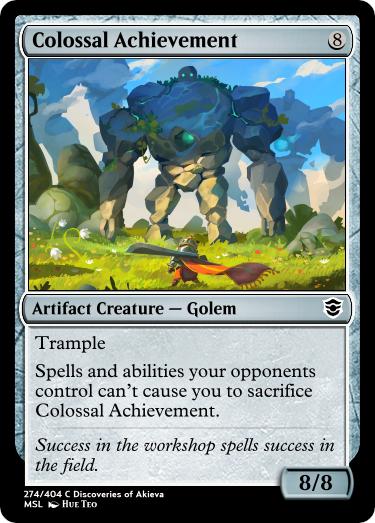 Colossal Achievement 8
Artifact Creature — Golem
Trample
Spells and abilities your opponents
control can't cause you to sacrifice
Colossal Achievement.
Success in the workshop spells success in
the field.
8/8
274/404 C Discoveries of Akieva
MSL Hue Teo